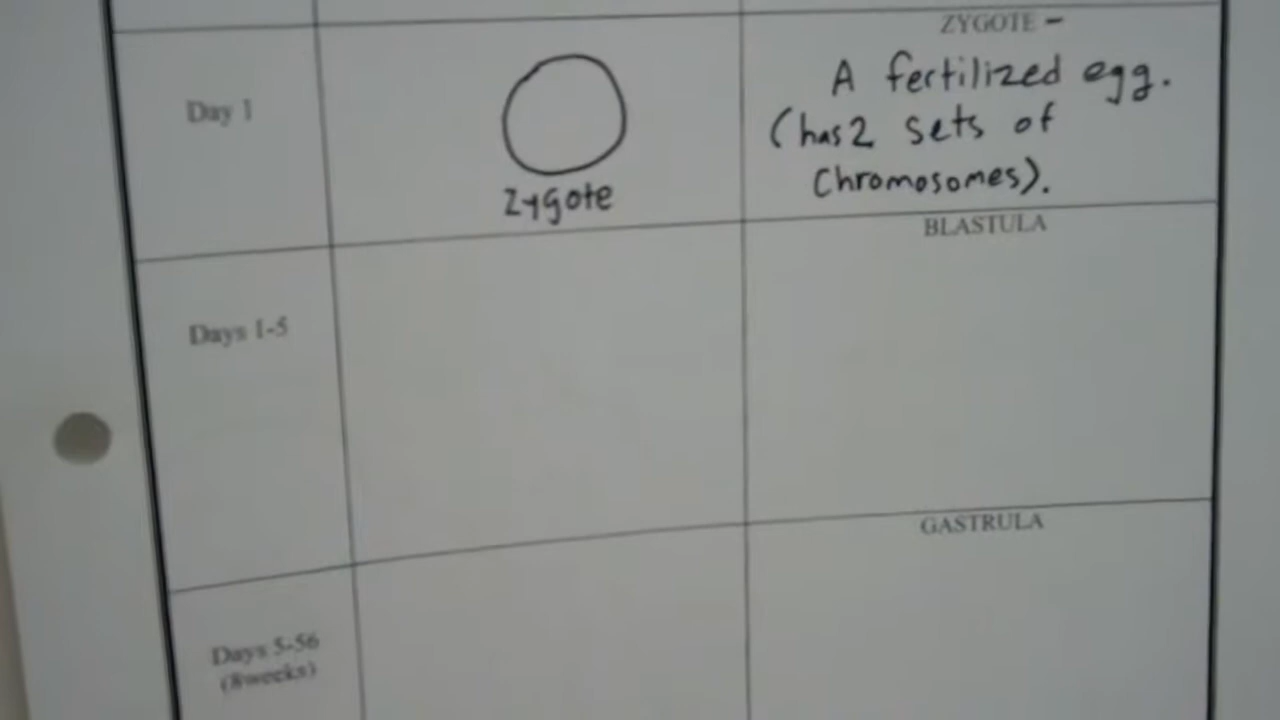 ZYGOTE –
Day 1
Zygote
A fertilized egg.
(has 2 sets of
Chromosomes).
BLASTULA
Days 1-5
GASTRULA
Days 5-56
(8weeks)